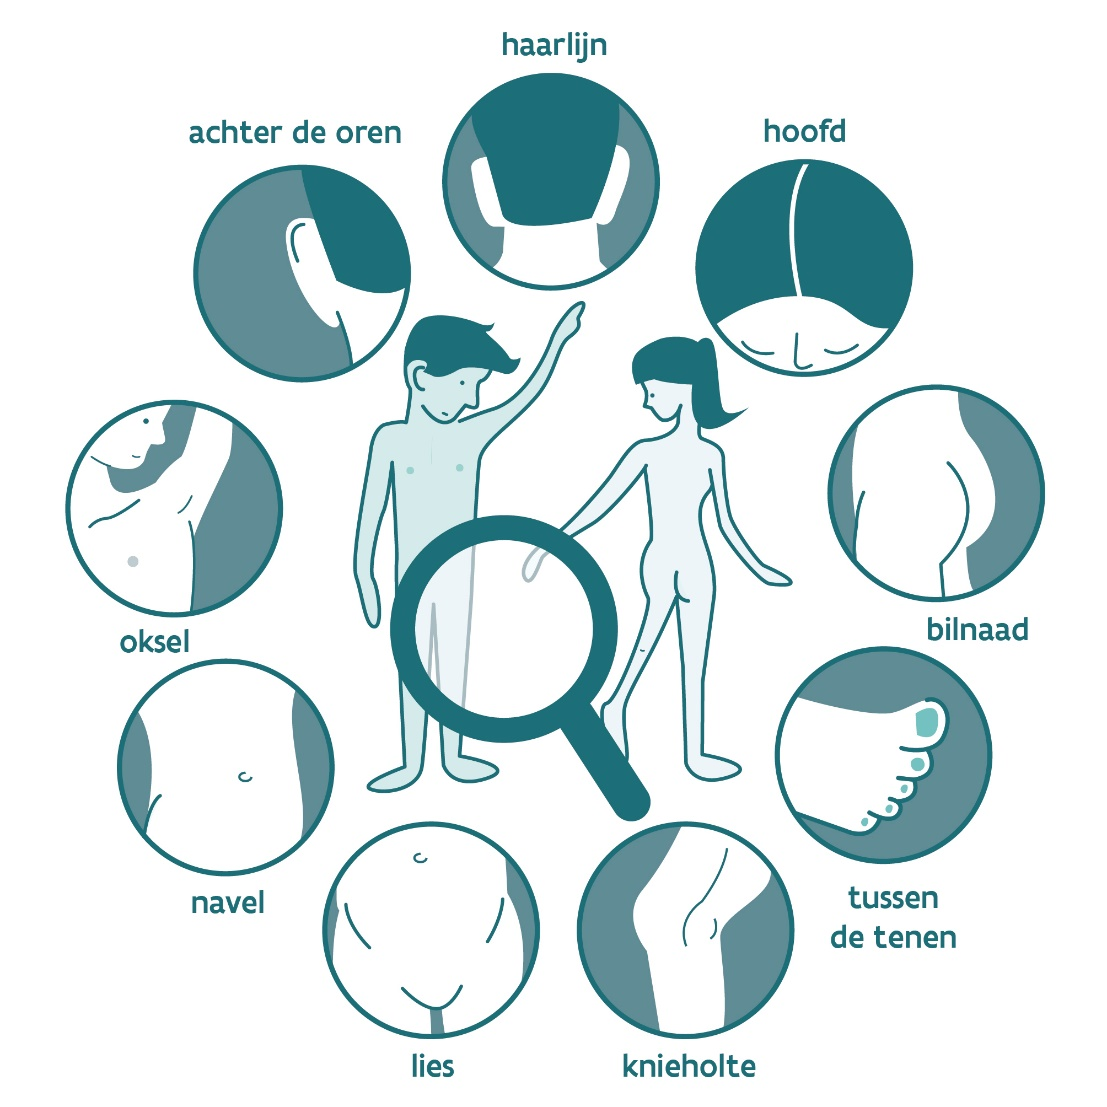 haarlijn
achter de oren
hoofd
oksel
bilnaad
navel
tussen
de tenen
lies
knieholte